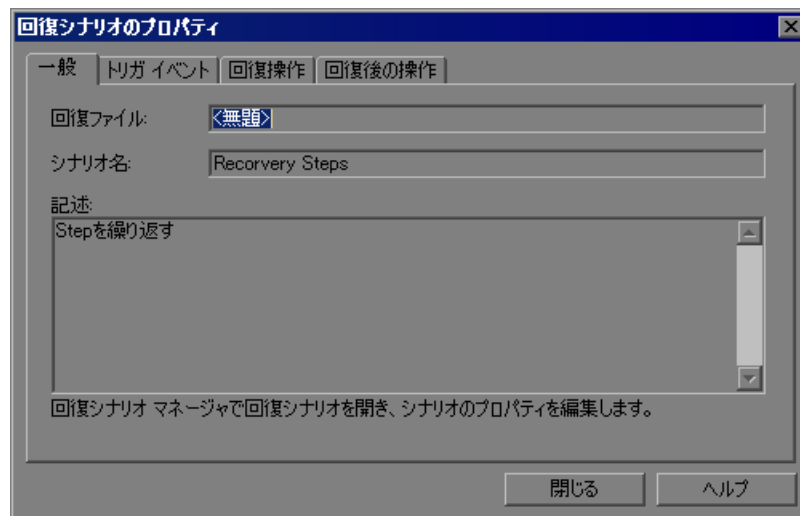 回復シナリオのプロパティ
一般 トリガ イベント 回復操作 回復後の操作
回復ファイル: <無題>
シナリオ名: Recorvery Steps
記述:
Stepを繰り返す
回復シナリオ マネージャで回復シナリオを開き、シナリオのプロパティを編集します。
閉じる ヘルプ